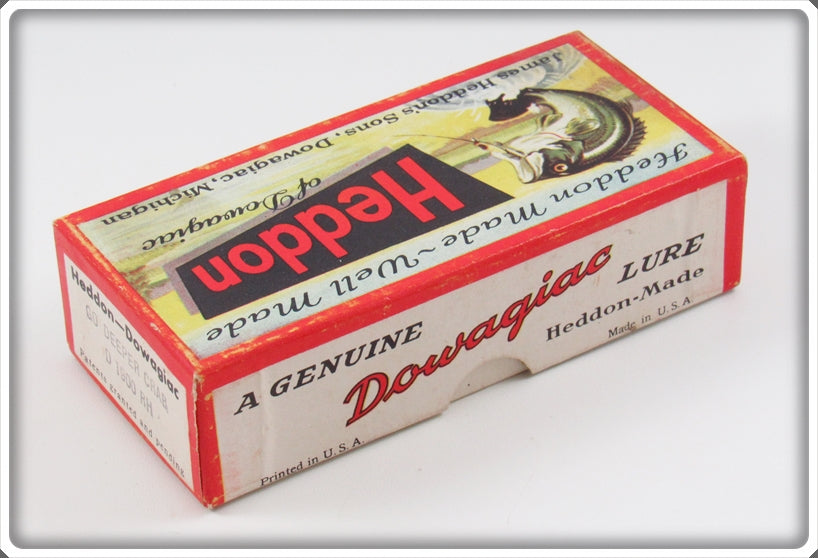 James Heddon's Sons, Dowagiac, Michigan
Heddon
of Dowagiac
Heddon Made~Well Made
A GENUINE Dowagiac LURE
Heddon-Made
Printed in U.S.A.
Made in U.S.A
Heddon-Dowagiac
GO DEEPER CRAB
D 1900 RH
Patents granted and pending